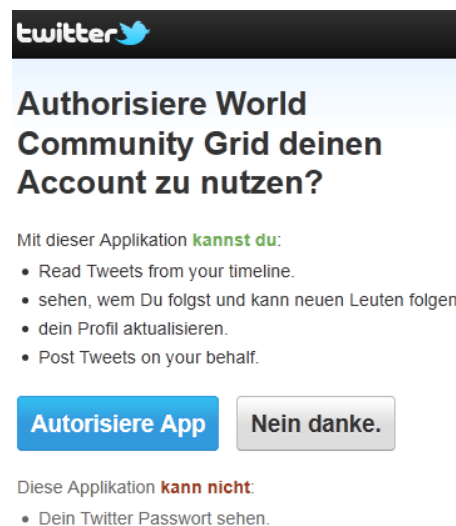 twitter
Authorisiere World
Community Grid deinen
Account zu nutzen?
Mit dieser Applikation kannst du:
• Read Tweets from your timeline.
• sehen, wem Du folgst und kann neuen Leuten folgen
• dein Profil aktualisieren.
• Post Tweets on your behalf.
Autorisiere App Nein danke.
Diese Applikation kann nicht:
• Dein Twitter Passwort sehen.